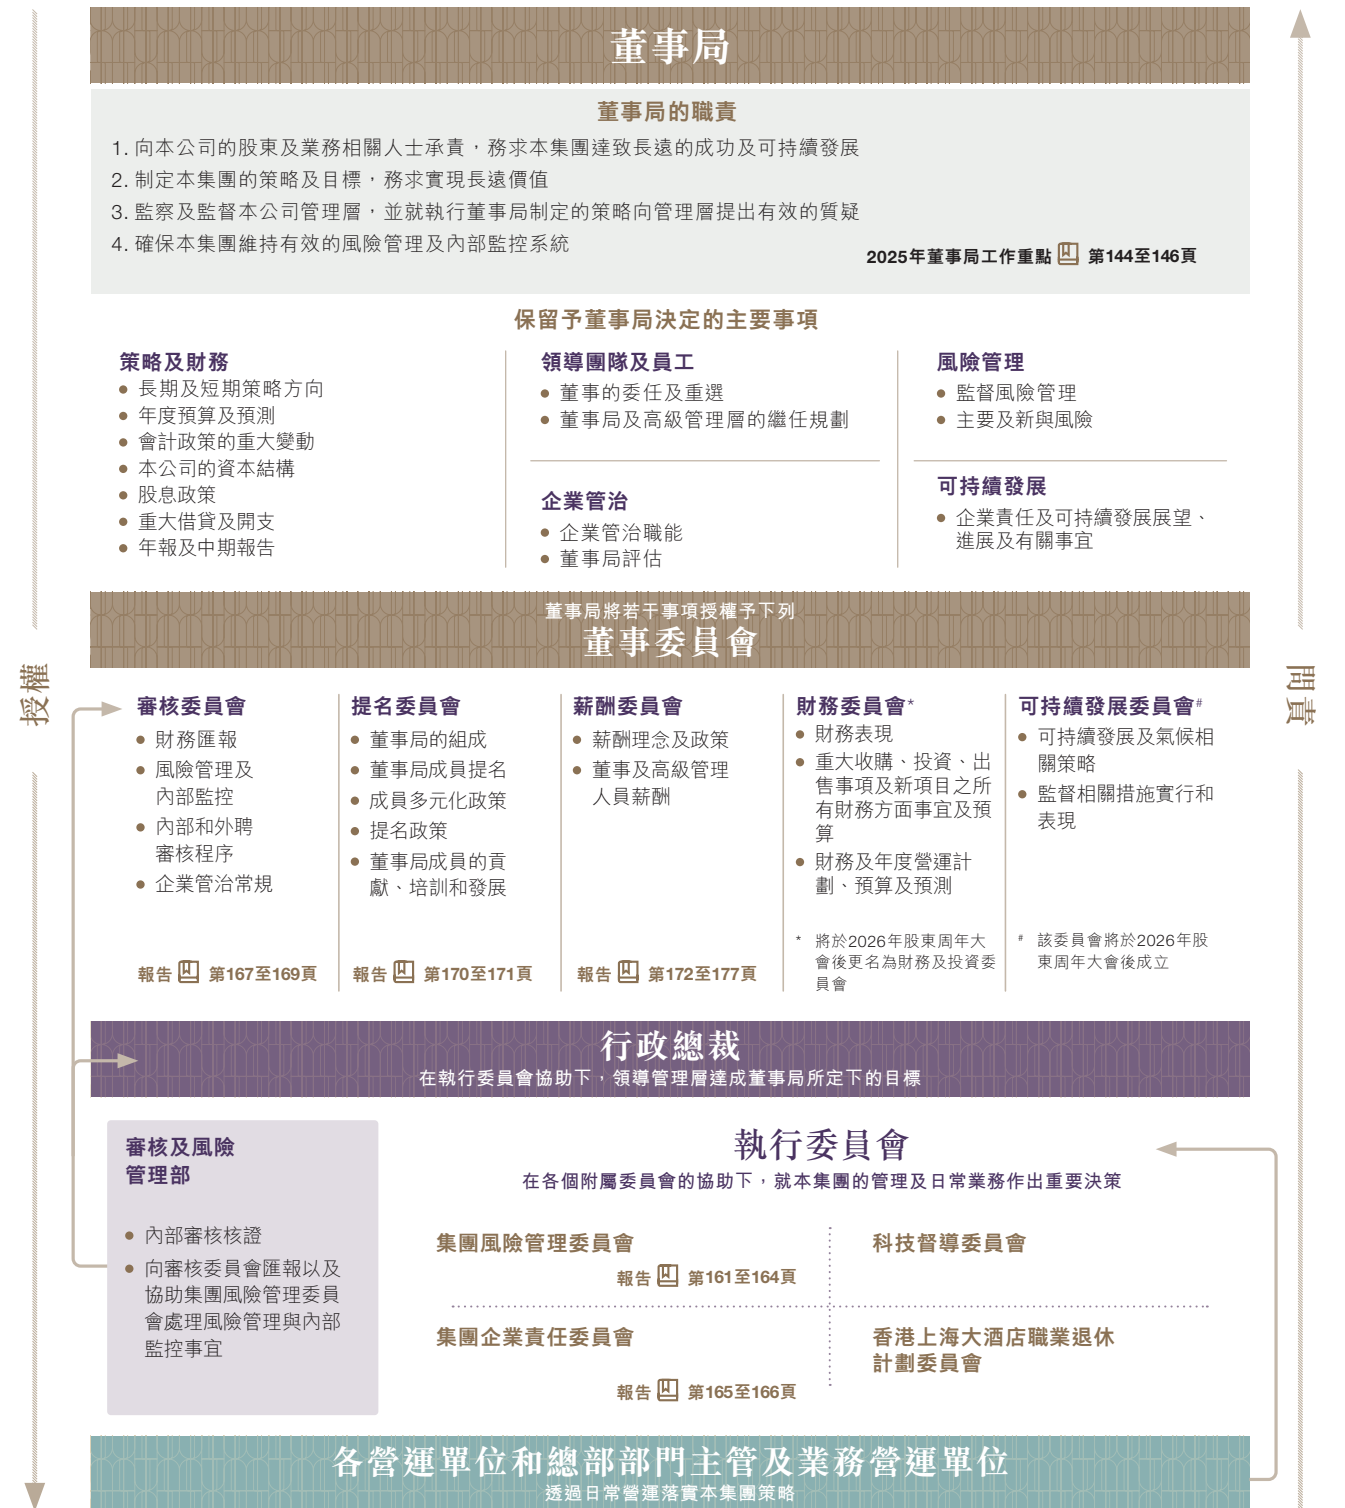 董事局
董事局的職責
1. 向本公司的股東及業務相關人士承責，務求本集團達致長遠的成功及可持續發展
2. 制定本集團的策略及目標，務求實現長遠價值
3. 監察及監督本公司管理層，並就執行董事局制定的策略向管理層提出有效的質疑
4. 確保本集團維持有效的風險管理及內部監控系統
2025年董事局工作重點 第144至146頁
保留予董事局決定的主要事項
策略及財務
• 長期及短期策略方向
• 年度預算及預測
• 會計政策的重大變動
• 本公司的資本結構
• 股息政策
• 重大借貸及開支
• 年報及中期報告
領導團隊及員工
• 董事的委任及重選
• 董事局及高級管理層的繼任規劃
企業管治
• 企業管治職能
• 董事局評估
風險管理
• 監督風險管理
• 主要及新與風險
可持續發展
• 企業責任及可持續發展展望、
進展及有關事宜
董事局將若干事項授權予下列
董事委員會
授權
問責
審核委員會
• 財務匯報
• 風險管理及
內部監控
• 內部和外聘
審核程序
• 企業管治常規
報告 第167至169頁
提名委員會
• 董事局的組成
• 董事局成員提名
• 成員多元化政策
• 提名政策
• 董事局成員的貢
獻、培訓和發展
報告 第170至171頁
薪酬委員會
• 薪酬理念及政策
• 董事及高級管理
人員薪酬
報告 第172至177頁
財務委員會*
• 財務表現
• 重大收購、投資、出
售事項及新項目之所
有財務方面事宜及預
算
• 財務及年度營運計
劃、預算及預測
* 將於2026年股東周年大
會後更名為財務及投資委
員會
可持續發展委員會#
• 可持續發展及氣候相
關策略
• 監督相關措施實行和
表現
# 該委員會將於2026年股
東周年大會後成立
行政總裁
在執行委員會協助下，領導管理層達成董事局所定下的目標
審核及風險
管理部
• 內部審核核證
• 向審核委員會匯報以及
協助集團風險管理委員
會處理風險管理與內部
監控事宜
執行委員會
在各個附屬委員會的協助下，就本集團的管理及日常業務作出重要決策
集團風險管理委員會
報告 第161至164頁
科技督導委員會
集團企業責任委員會
報告 第165至166頁
香港上海大酒店職業退休
計劃委員會
各營運單位和總部部門主管及業務營運單位
透過日常營運落實本集團策略